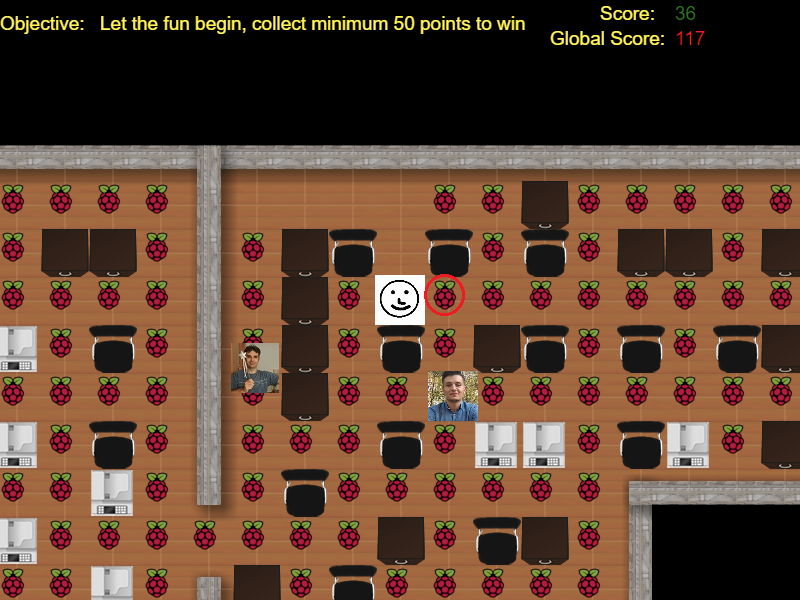 Objective: Let the fun begin, collect minimum 50 points to win
Score: 36
Global Score: 117